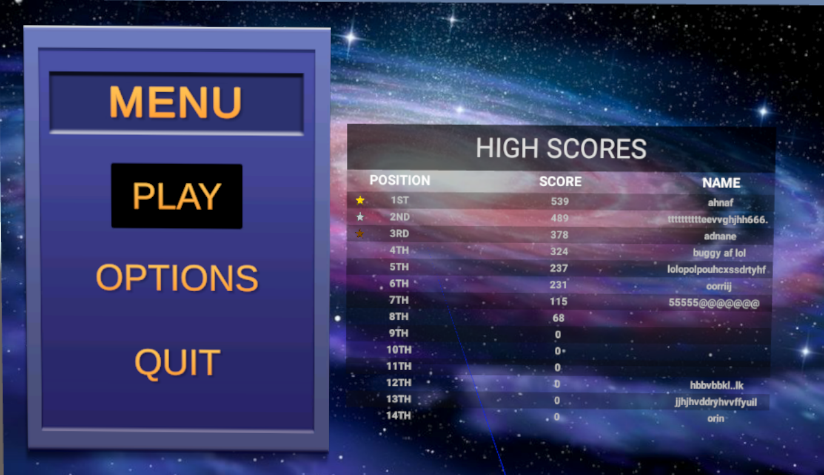 MENU
PLAY
OPTIONS
QUIT
HIGH SCORES
POSITION SCORE NAME
1ST 539 ahnaf
2ND 489
3RD 378 adnane
4TH 324 buggy af lol
5TH 237 lolopolpouhcxssdrtyhf
6TH 231 oorriij
7TH 115 55555@@@@@@@
8TH 68
9TH 0
10TH 0
11TH 0
12TH 0 hbbvbbkl..lk
13TH 0 jjhjhvddryhvvffyuil
14TH 0 orin